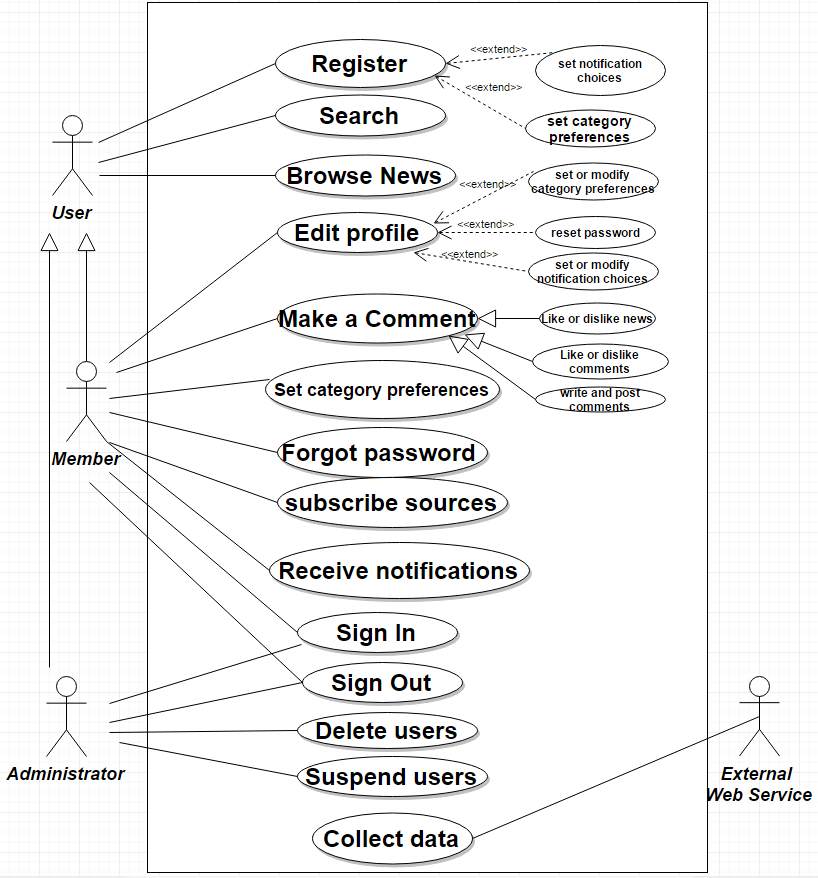 Register
<<extend>>
set notification
choices
<<extend>>
Search
set category
preferences
User
Browse News
<<extend>>
set or modify
category preferences
Edit profile
<<extend>>
reset password
<<extend>>
set or modify
notification choices
Make a Comment
Like or dislike news
Like or dislike
comments
Set category preferences
write and post
comments
Member
Forgot password
subscribe sources
Receive notifications
Sign In
Sign Out
Administrator
Delete users
Suspend users
External
Web Service
Collect data